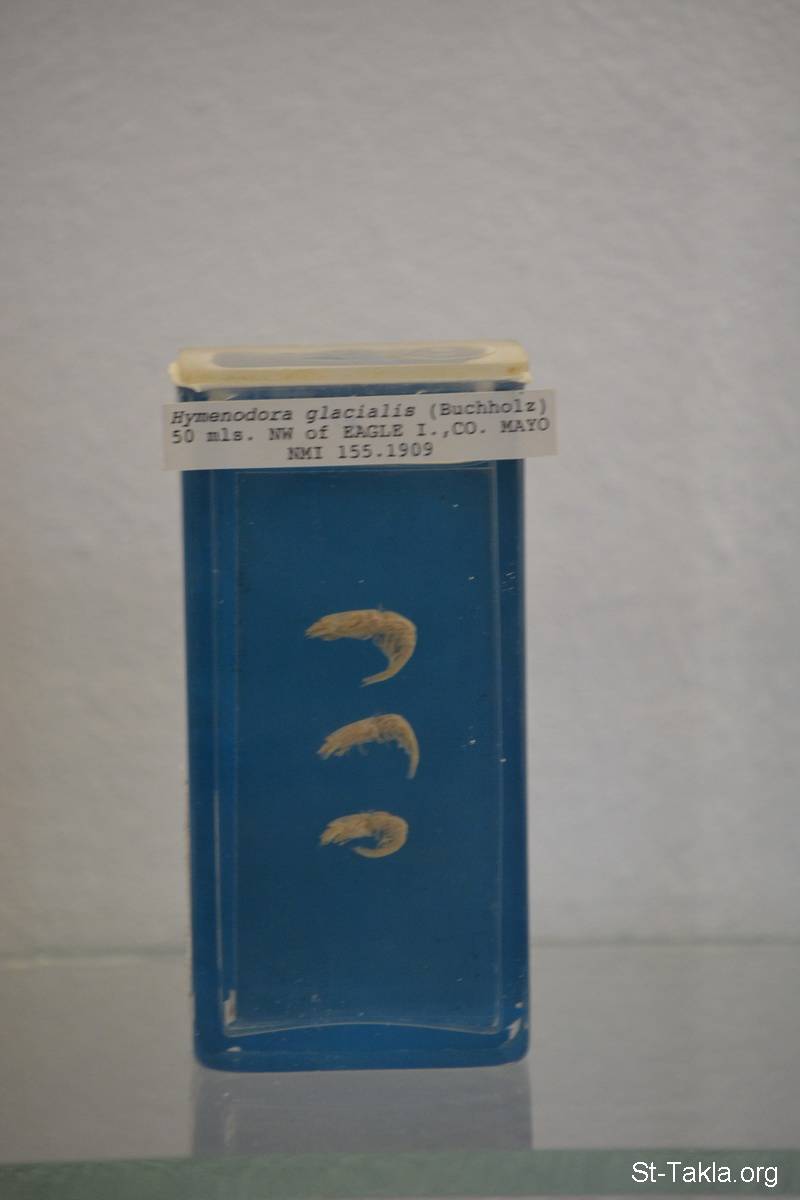 Hymenodora glacialis (Buchholz)
50 mls. NW of EAGLE I.,CO. MAYO
NMI 155.1909
St-Takla.org